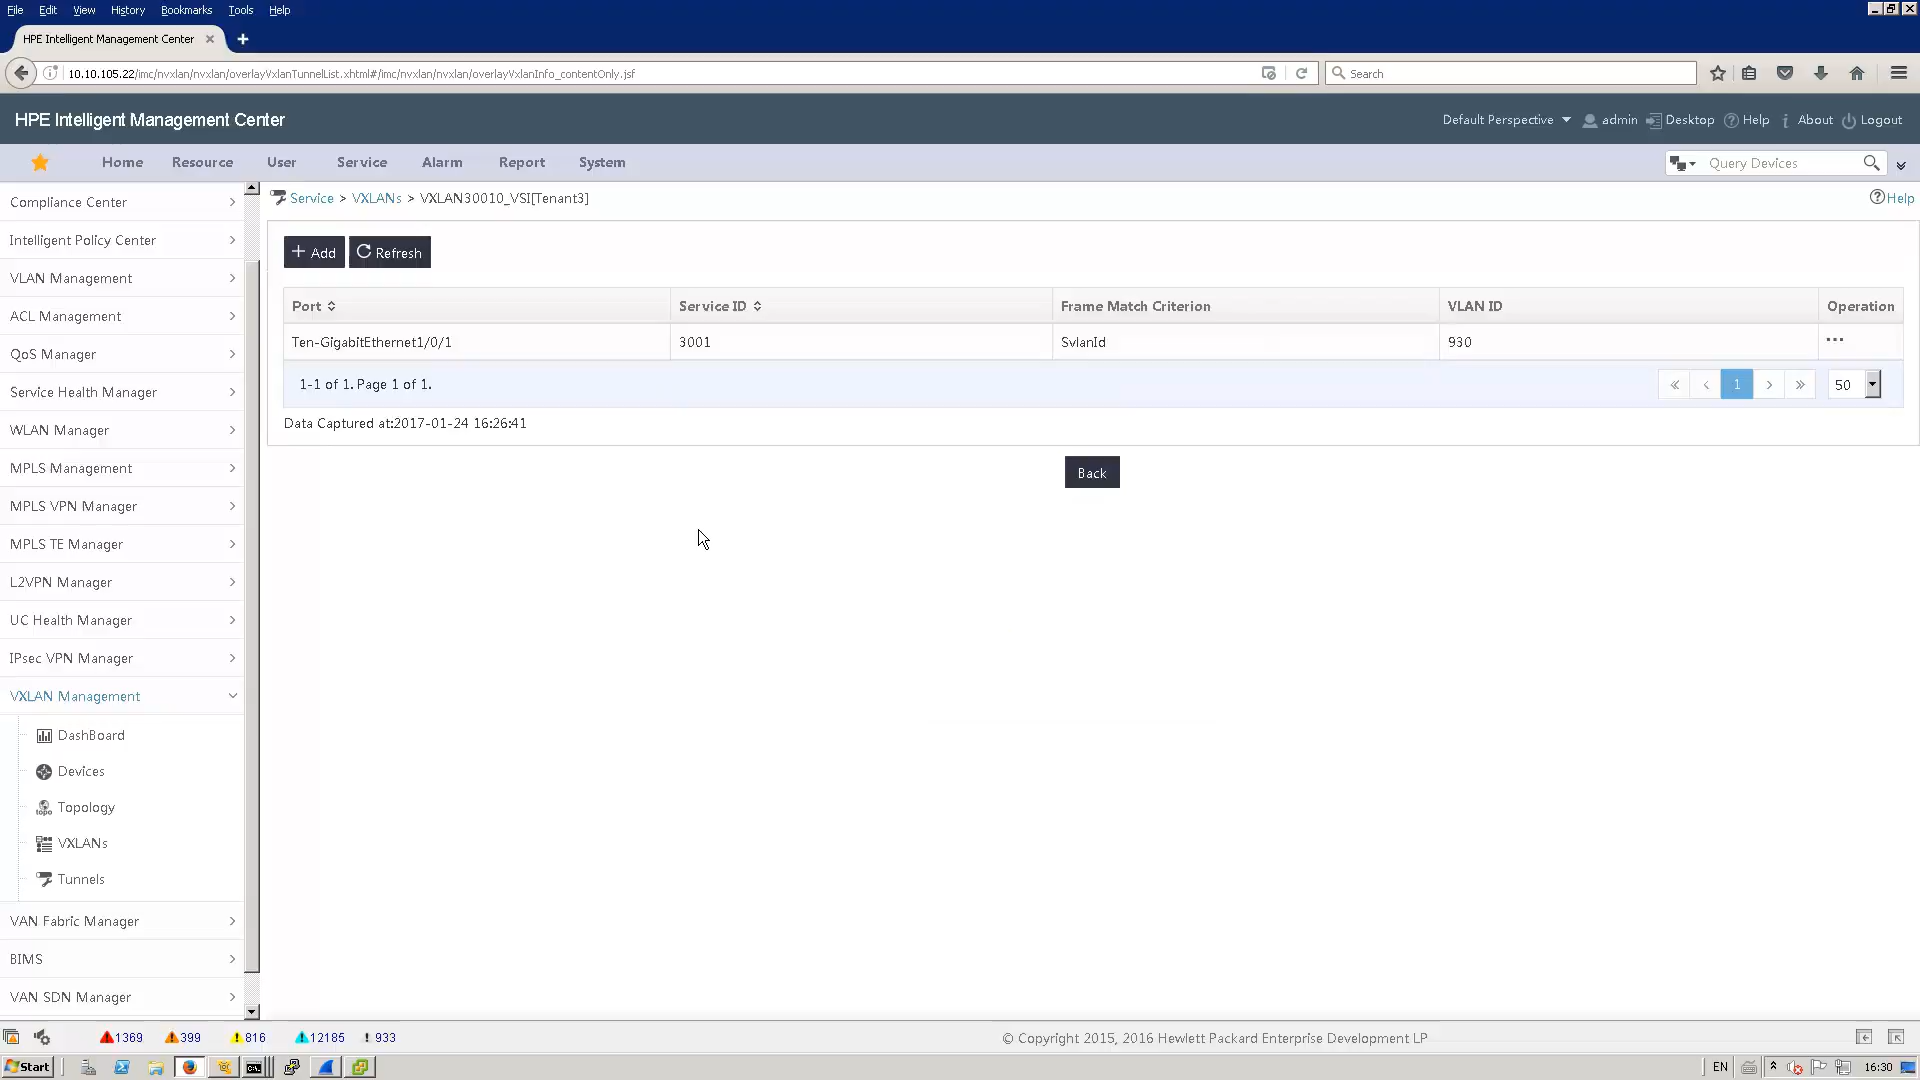 File Edit View History Bookmarks Tools Help
HPE Intelligent Management Center
10.10.105.22/imc/nvxlan/nvxlan/overlayVxlanTunnelList.xhtml#/imc/nvxlan/nvxlan/overlayVxlanInfo_contentOnly.jsf
Search
HPE Intelligent Management Center
Default Perspective admin Desktop Help About Logout
Home Resource User Service Alarm Report System
Query Devices
Compliance Center
Intelligent Policy Center
VLAN Management
ACL Management
QoS Manager
Service Health Manager
WLAN Manager
MPLS Management
MPLS VPN Manager
MPLS TE Manager
L2VPN Manager
UC Health Manager
IPsec VPN Manager
VXLAN Management
DashBoard
Devices
Topology
VXLANs
Tunnels
VAN Fabric Manager
BIMS
VAN SDN Manager
Service > VXLANs > VXLAN30010_VSI[Tenant3]
Help
Add Refresh
Port Service ID Frame Match Criterion VLAN ID Operation
Ten-GigabitEthernet1/0/1 3001 SvlanId 930 ···
1-1 of 1. Page 1 of 1.
« ‹ 1 › » 50
Data Captured at:2017-01-24 16:26:41
Back
1369 399 816 12185 933
© Copyright 2015, 2016 Hewlett Packard Enterprise Development LP
Start
EN 16:30